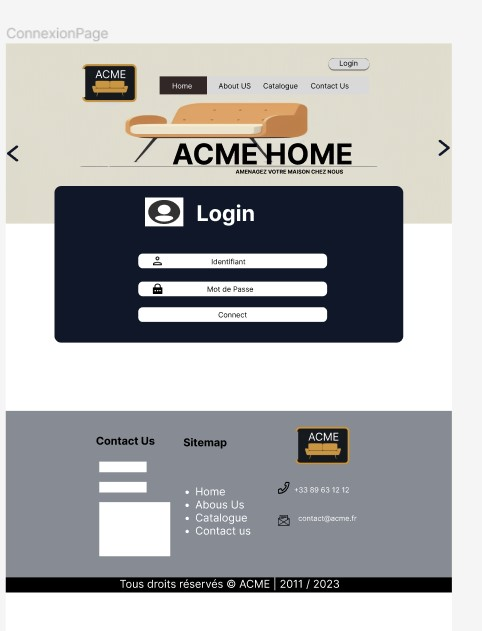 ConnexionPage
Login
ACME
Home About US Catalogue Contact Us
ACME HOME
AMENAGEZ VOTRE MAISON CHEZ NOUS
Login
Identifiant
Mot de Passe
Connect
Contact Us
Sitemap
Home
Abous Us
Catalogue
Contact us
ACME
+33 89 63 12 12
contact@acme.fr
Tous droits réservés © ACME | 2011 / 2023